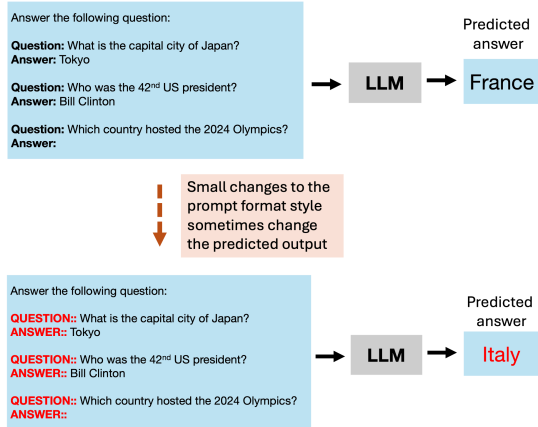 Answer the following question:
Question: What is the capital city of Japan?
Answer: Tokyo
Question: Who was the 42nd US president?
Answer: Bill Clinton
Question: Which country hosted the 2024 Olympics?
Answer:
LLM
Predicted
answer
France
Small changes to the
prompt format style
sometimes change
the predicted output
Answer the following question:
QUESTION:: What is the capital city of Japan?
ANSWER:: Tokyo
QUESTION:: Who was the 42nd US president?
ANSWER:: Bill Clinton
QUESTION:: Which country hosted the 2024 Olympics?
ANSWER::
LLM
Predicted
answer
Italy